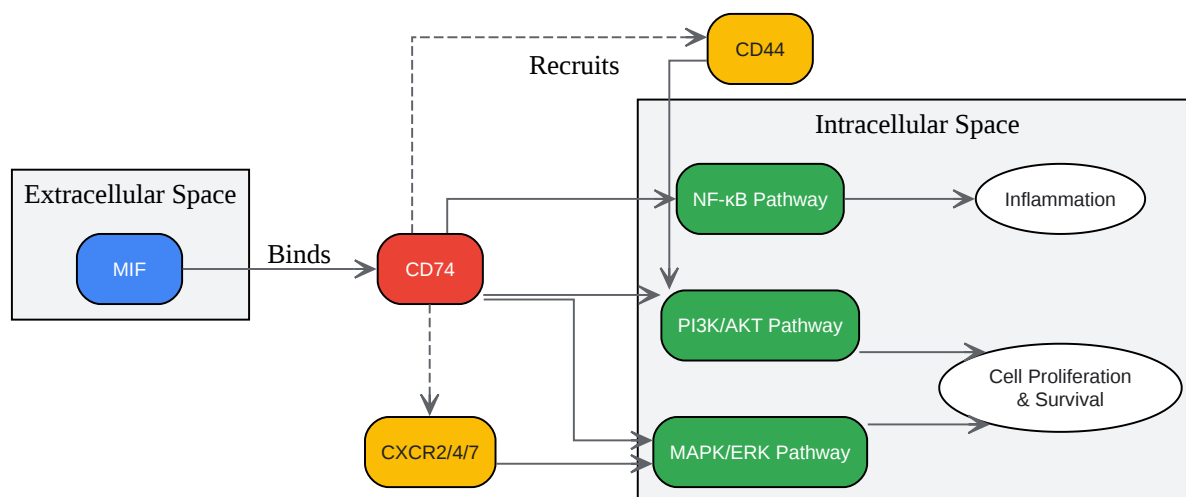 CD44
Recruits
Intracellular Space
Extracellular Space
NF-κB Pathway
Inflammation
Binds
MIF
CD74
PI3K/AKT Pathway
Cell Proliferation
& Survival
CXCR2/4/7
MAPK/ERK Pathway